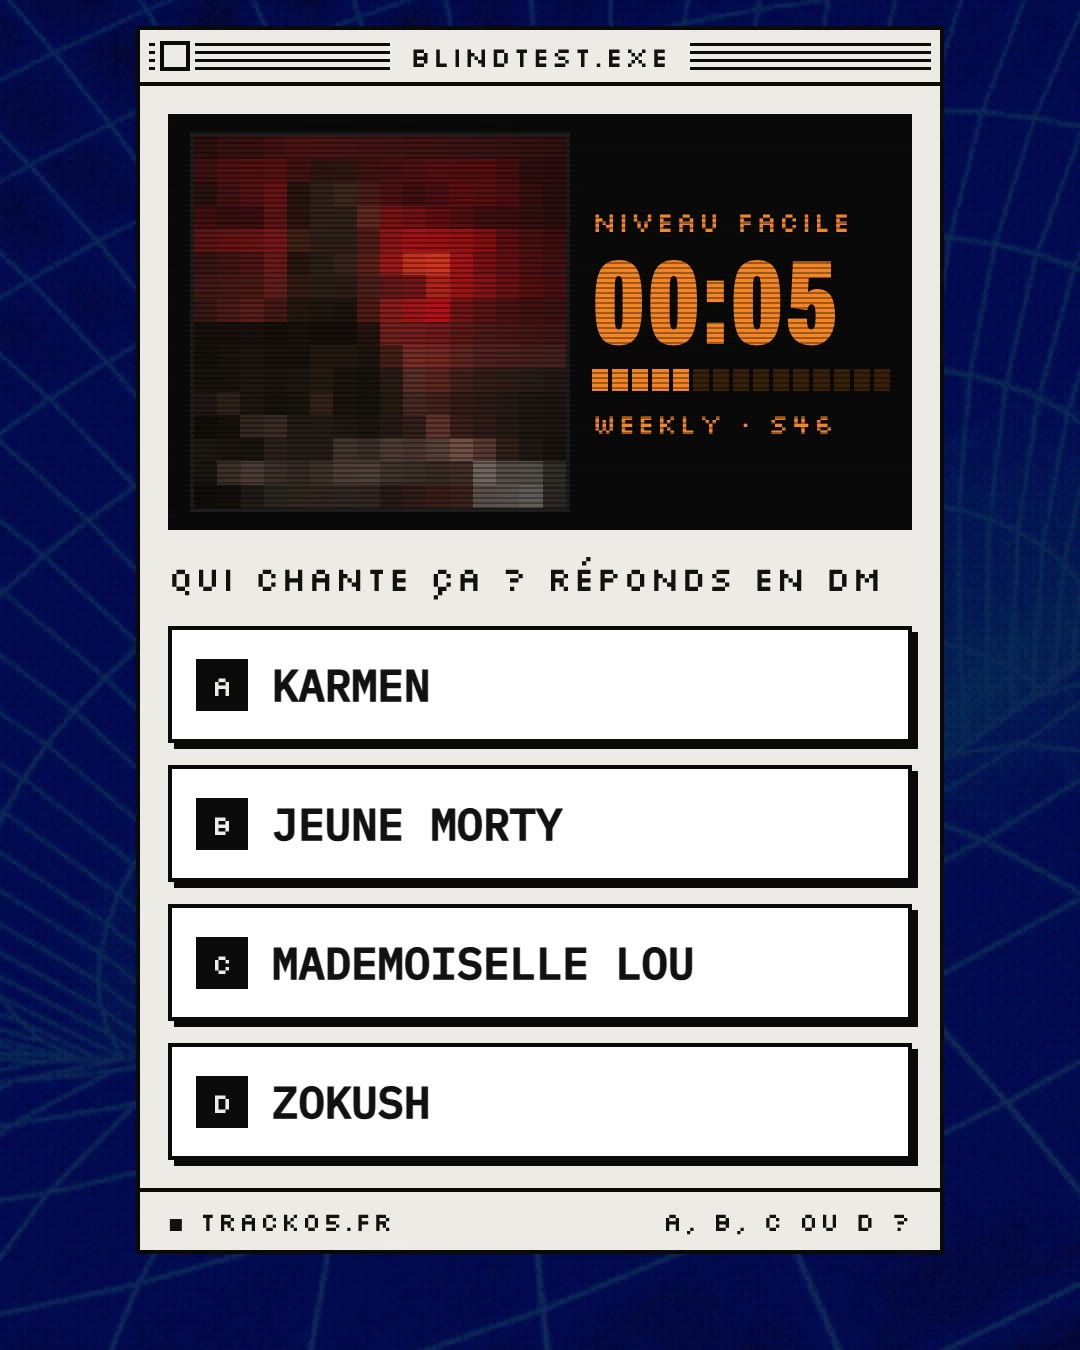 BLINDTEST.EXE
NIVEAU FACILE
00:05
WEEKLY · S46
QUI CHANTE ÇA ? RÉPONDS EN DM
A KARMEN
B JEUNE MORTY
C MADEMOISELLE LOU
D ZOKUSH
■ TRACK05.FR
A, B, C OU D ?